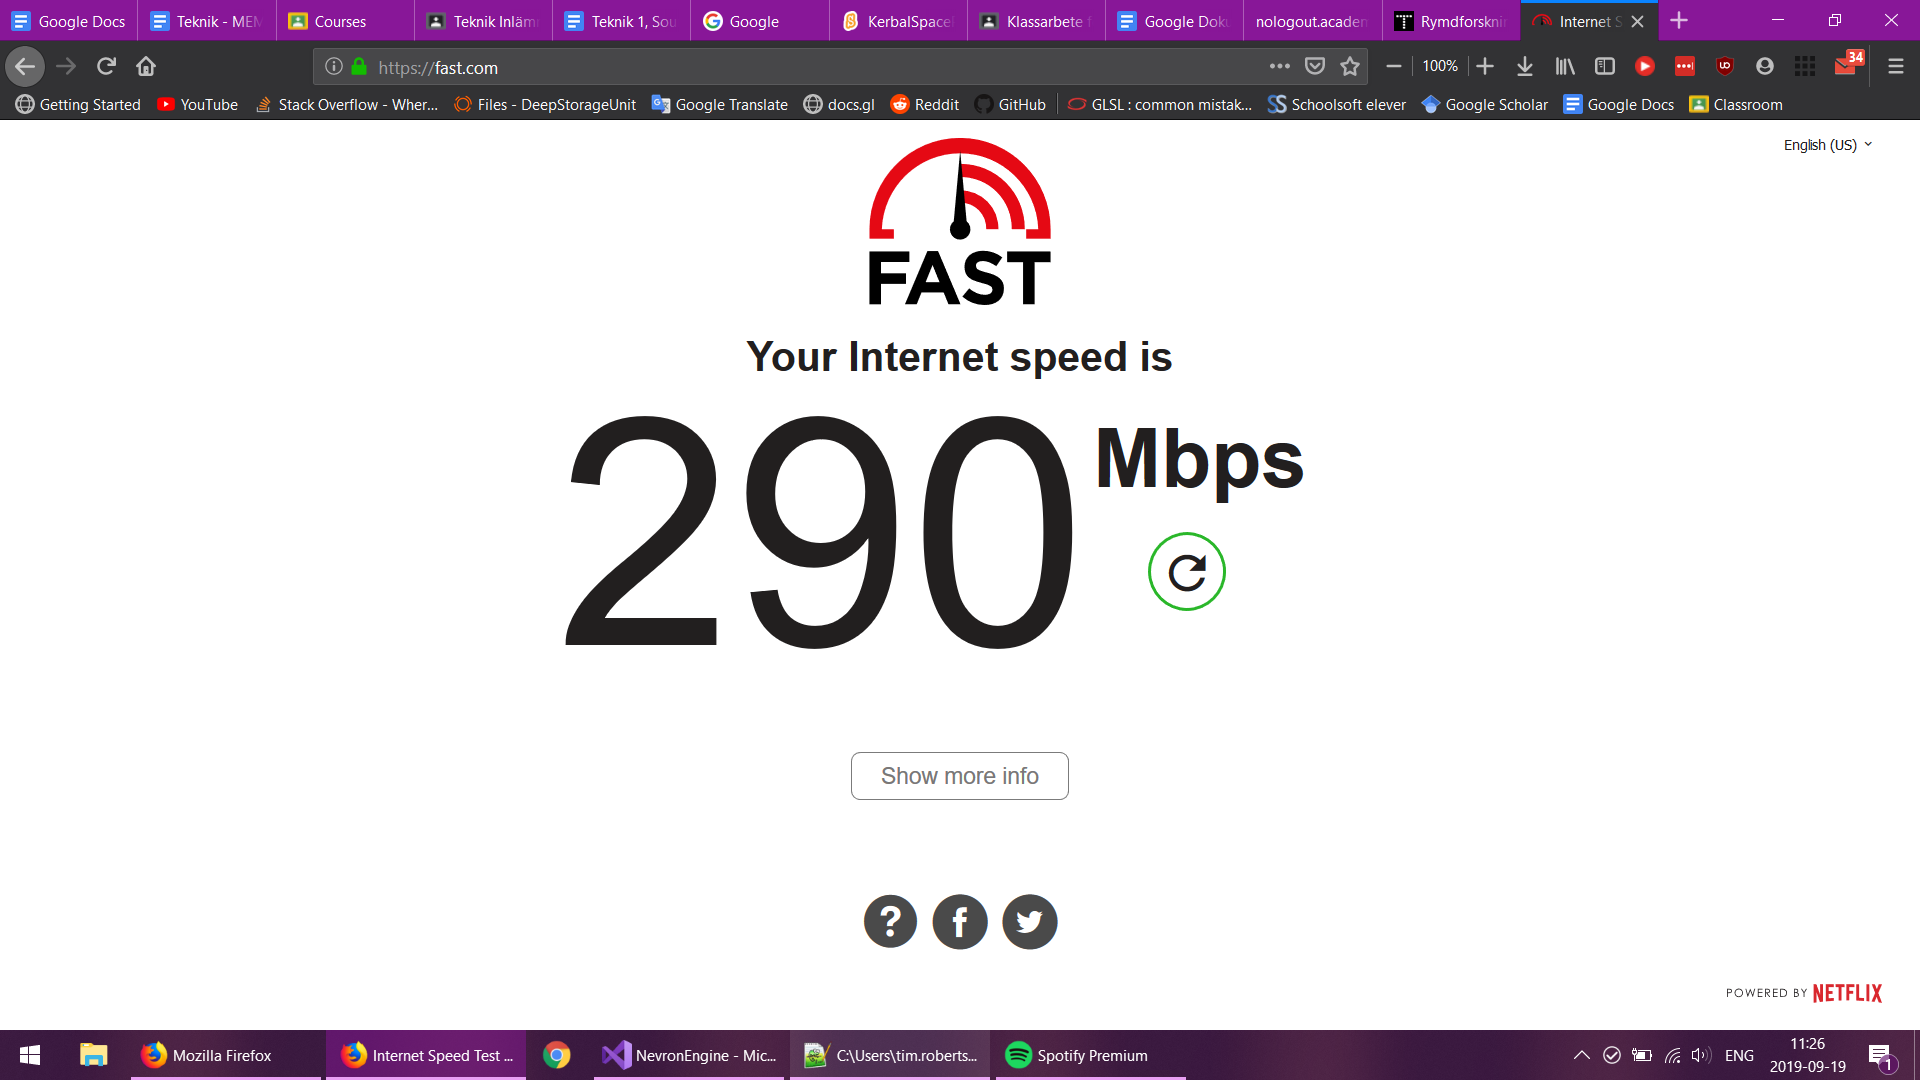 Google Docs
Teknik - MEM
Courses
Teknik Inläm
Teknik 1, Sou
Google
KerbalSpace
Klassarbete f
Google Doku
nologout.academ
Rymdforsknin
Internet S
https://fast.com
100%
34
Getting Started
YouTube
Stack Overflow - Wher...
Files - DeepStorageUnit
Google Translate
docs.gl
Reddit
GitHub
GLSL : common mistak...
Schoolsoft elever
Google Scholar
Google Docs
Classroom
English (US)
FAST
Your Internet speed is
290 Mbps
Show more info
POWERED BY NETFLIX
Mozilla Firefox
Internet Speed Test ...
NevronEngine - Mic...
C:\Users\tim.roberts...
Spotify Premium
ENG
11:26
2019-09-19
1